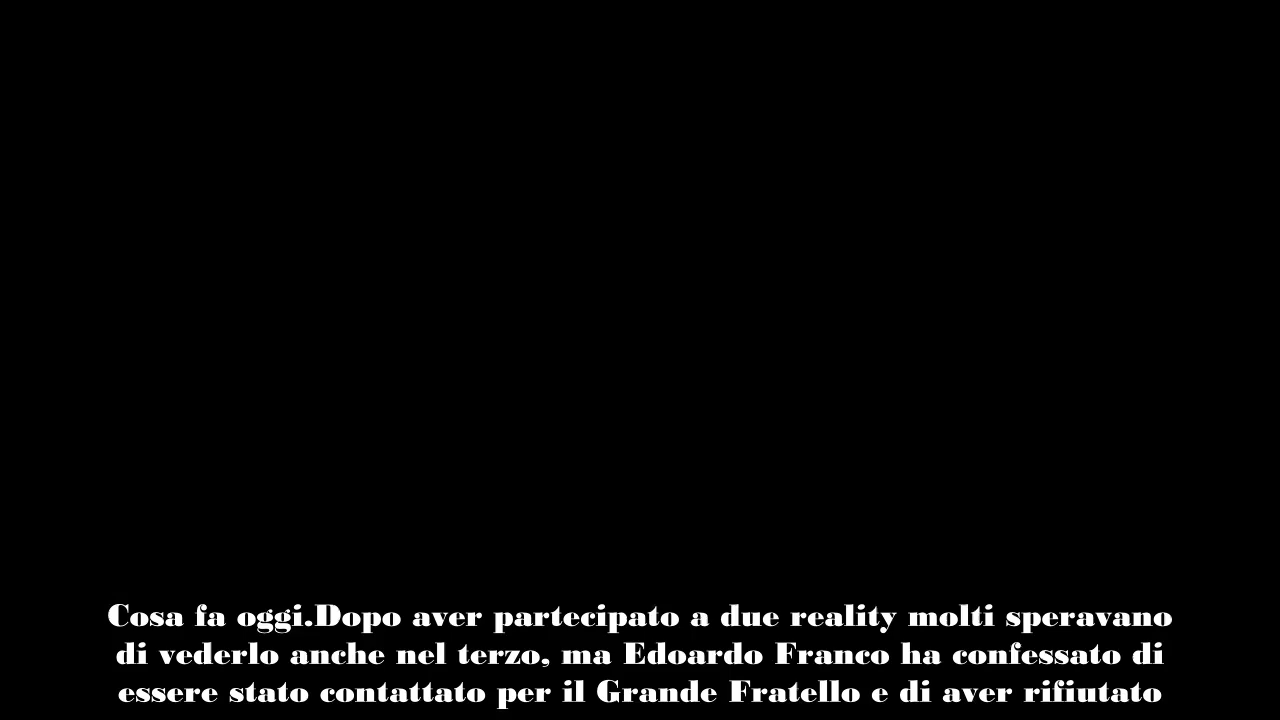 Cosa fa oggi.Dopo aver partecipato a due reality molti speravano
di vederlo anche nel terzo, ma Edoardo Franco ha confessato di
essere stato contattato per il Grande Fratello e di aver rifiutato